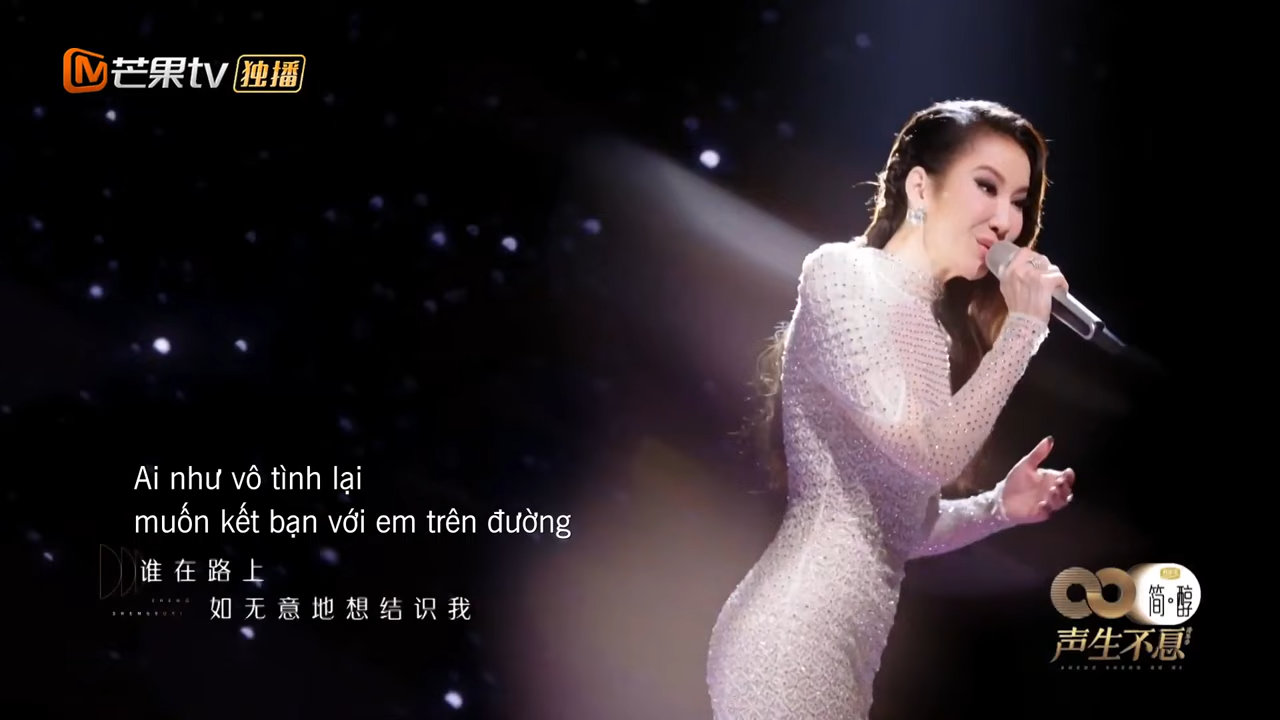 芒果tv 独播
Ai như vô tình lại
muốn kết bạn với em trên đường
谁在路上
如无意地想结识我
简·醇
声生不息